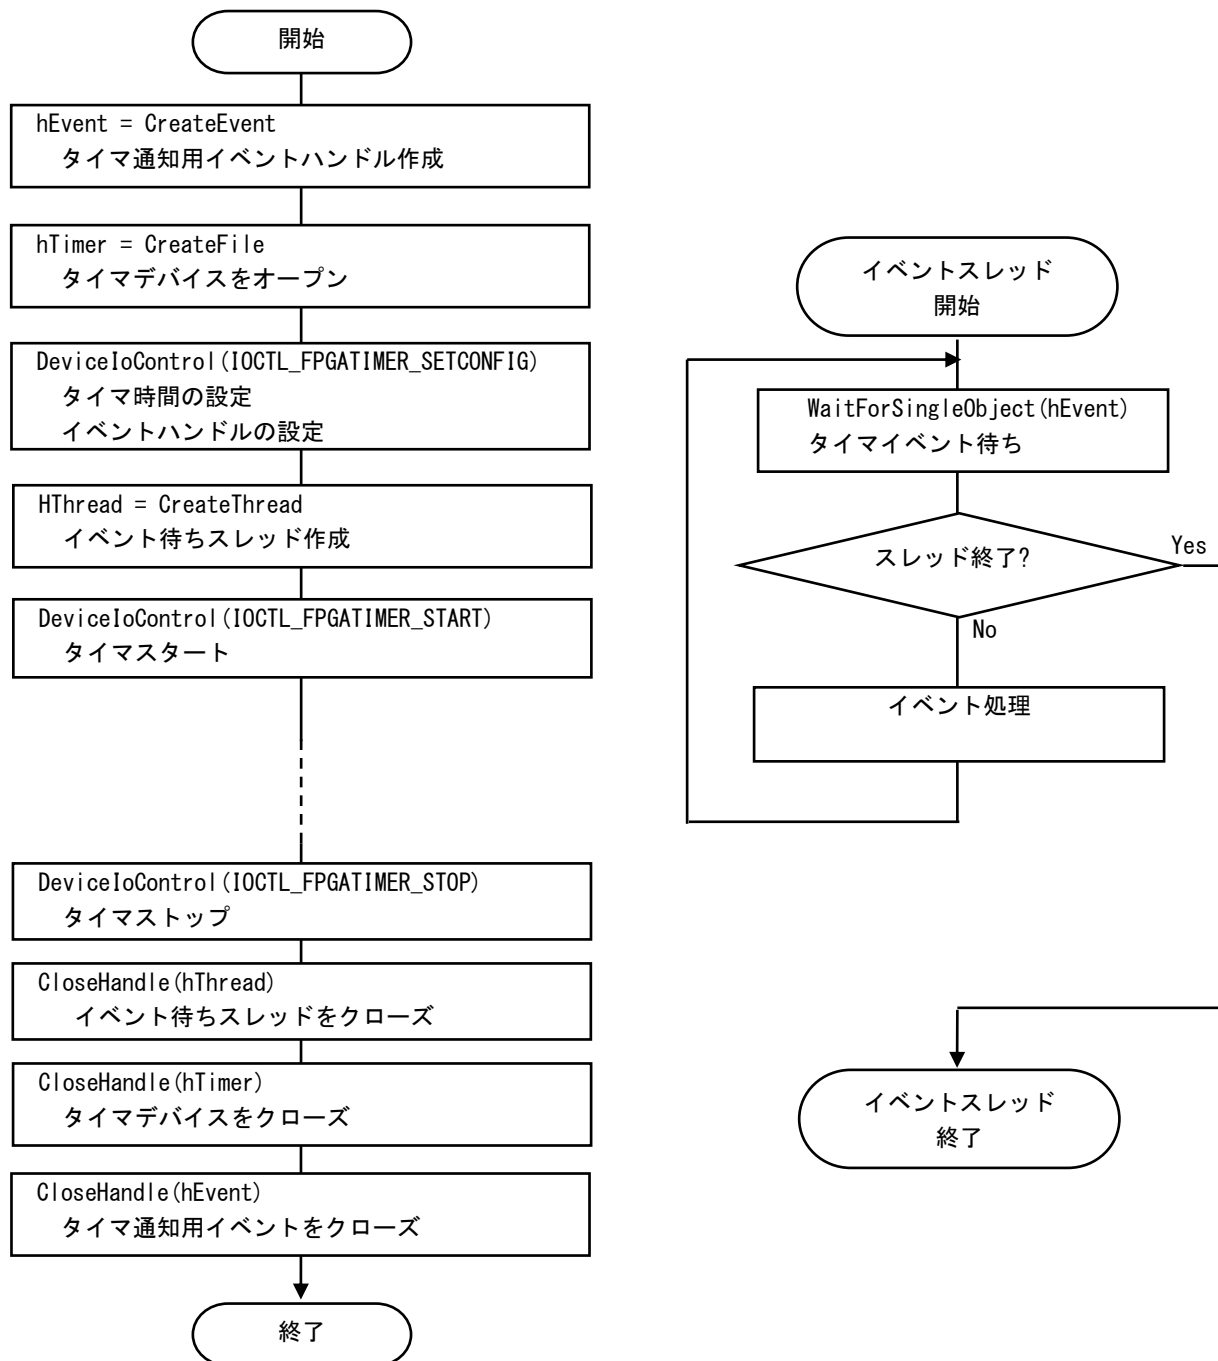 開始
hEvent = CreateEvent
タイマ通知用イベントハンドル作成
hTimer = CreateFile
タイマデバイスをオープン
DeviceIoControl(IOCTL_FPGATIMER_SETCONFIG)
タイマ時間の設定
イベントハンドルの設定
HThread = CreateThread
イベント待ちスレッド作成
DeviceIoControl(IOCTL_FPGATIMER_START)
タイマスタート
DeviceIoControl(IOCTL_FPGATIMER_STOP)
タイマストップ
CloseHandle(hThread)
イベント待ちスレッドをクローズ
CloseHandle(hTimer)
タイマデバイスをクローズ
CloseHandle(hEvent)
タイマ通知用イベントをクローズ
終了
イベントスレッド
開始
WaitForSingleObject(hEvent)
タイマイベント待ち
スレッド終了?
Yes
No
イベント処理
イベントスレッド
終了